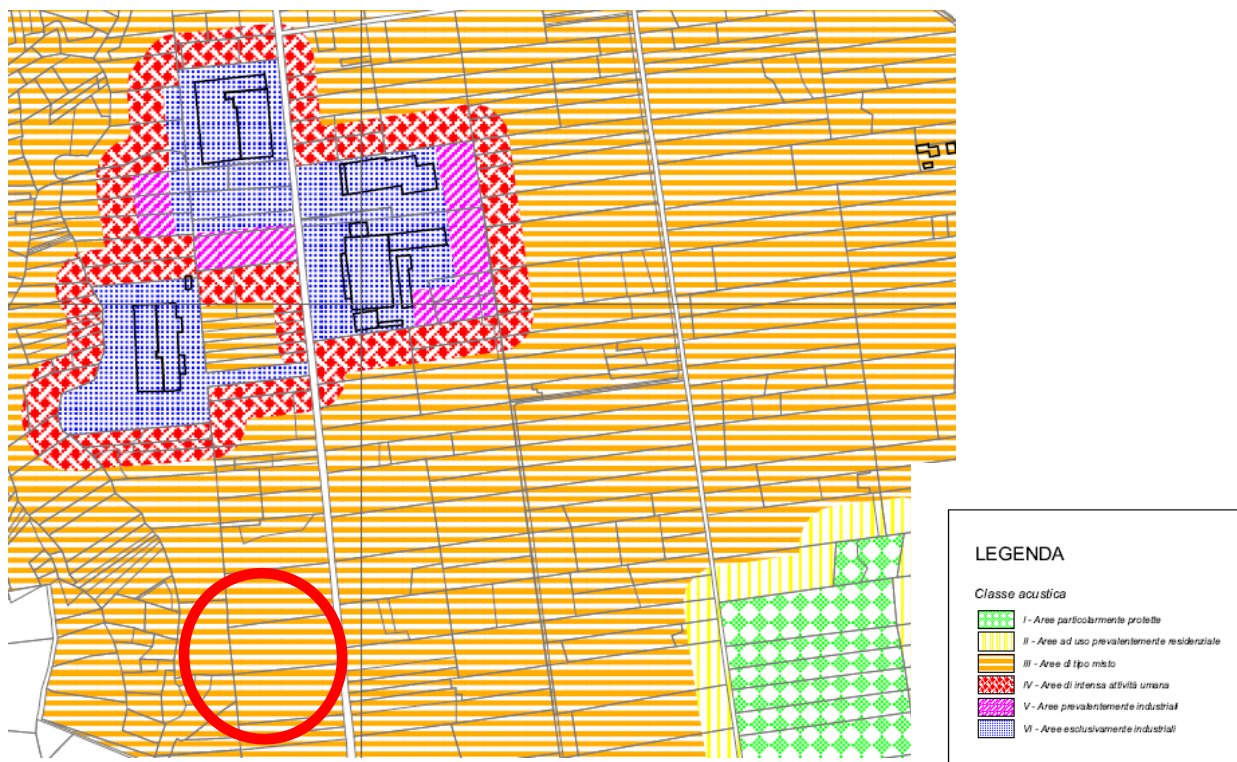 LEGENDA
Classe acustica
I - Aree particolarmente protette
II - Aree ad uso prevalentemente residenziale
III - Aree di tipo misto
IV - Aree di intensa attività umana
V - Aree prevalentemente industriali
VI - Aree esclusivamente industriali